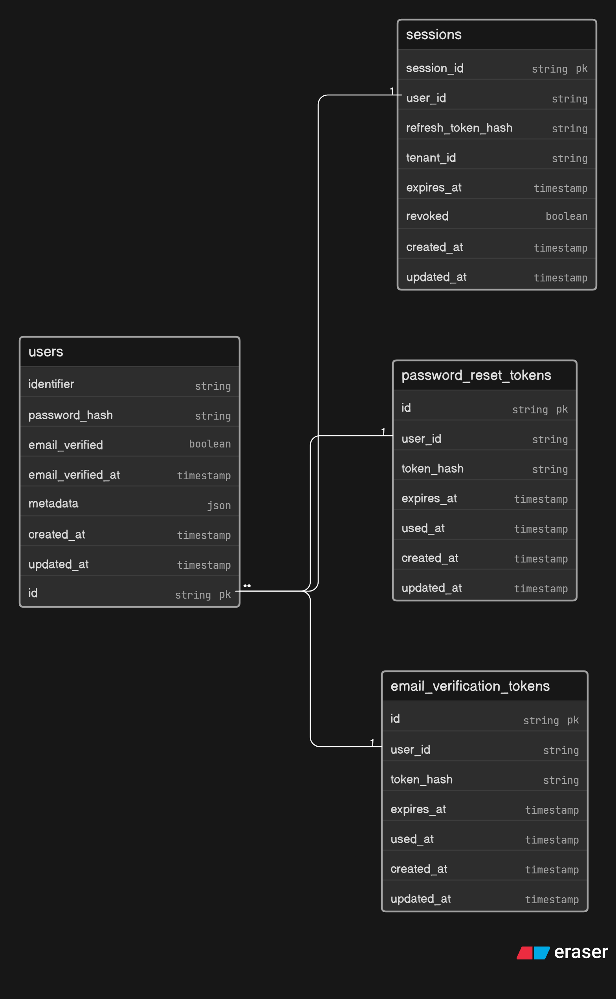 sessions
session_id string pk
1
user_id string
refresh_token_hash string
tenant_id string
expires_at timestamp
revoked boolean
created_at timestamp
updated_at timestamp
users
identifier string
password_hash string
email_verified boolean
email_verified_at timestamp
metadata json
created_at timestamp
updated_at timestamp
**
id string pk
password_reset_tokens
id string pk
1
user_id string
token_hash string
expires_at timestamp
used_at timestamp
created_at timestamp
updated_at timestamp
email_verification_tokens
id string pk
1
user_id string
token_hash string
expires_at timestamp
used_at timestamp
created_at timestamp
updated_at timestamp
eraser